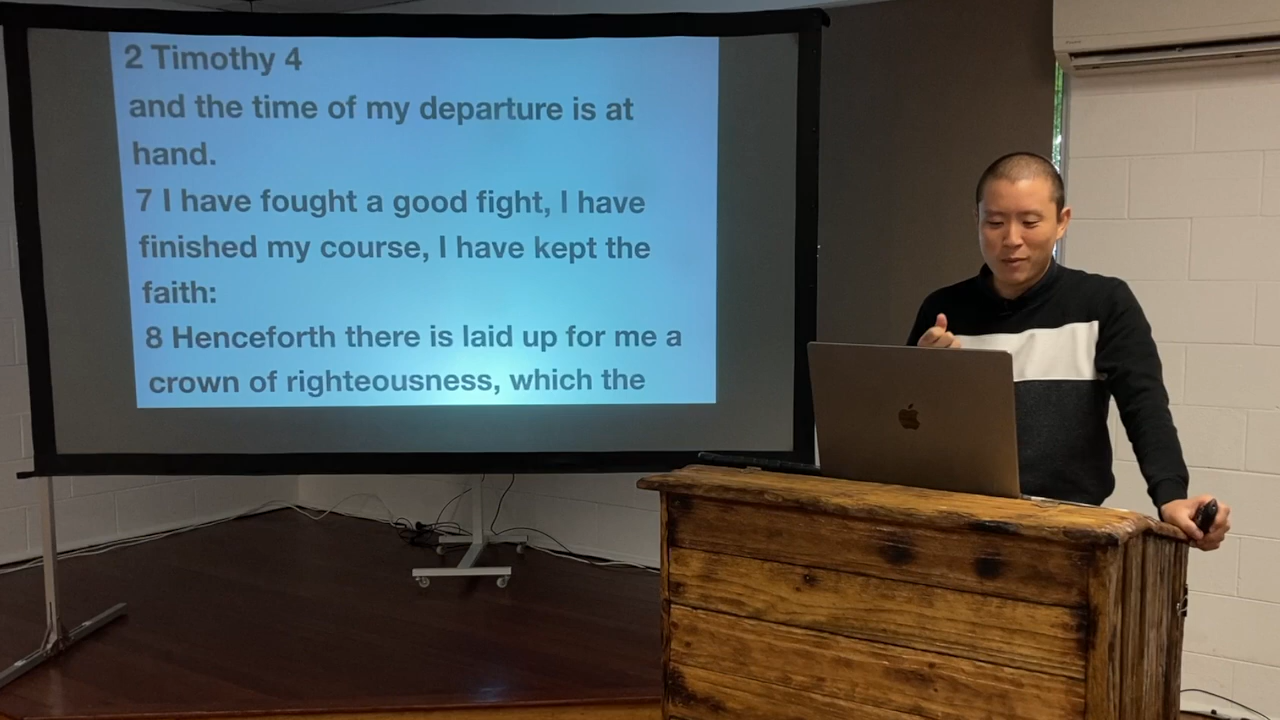 2 Timothy 4
and the time of my departure is at
hand.
7 I have fought a good fight, I have
finished my course, I have kept the
faith:
8 Henceforth there is laid up for me a
crown of righteousness, which the